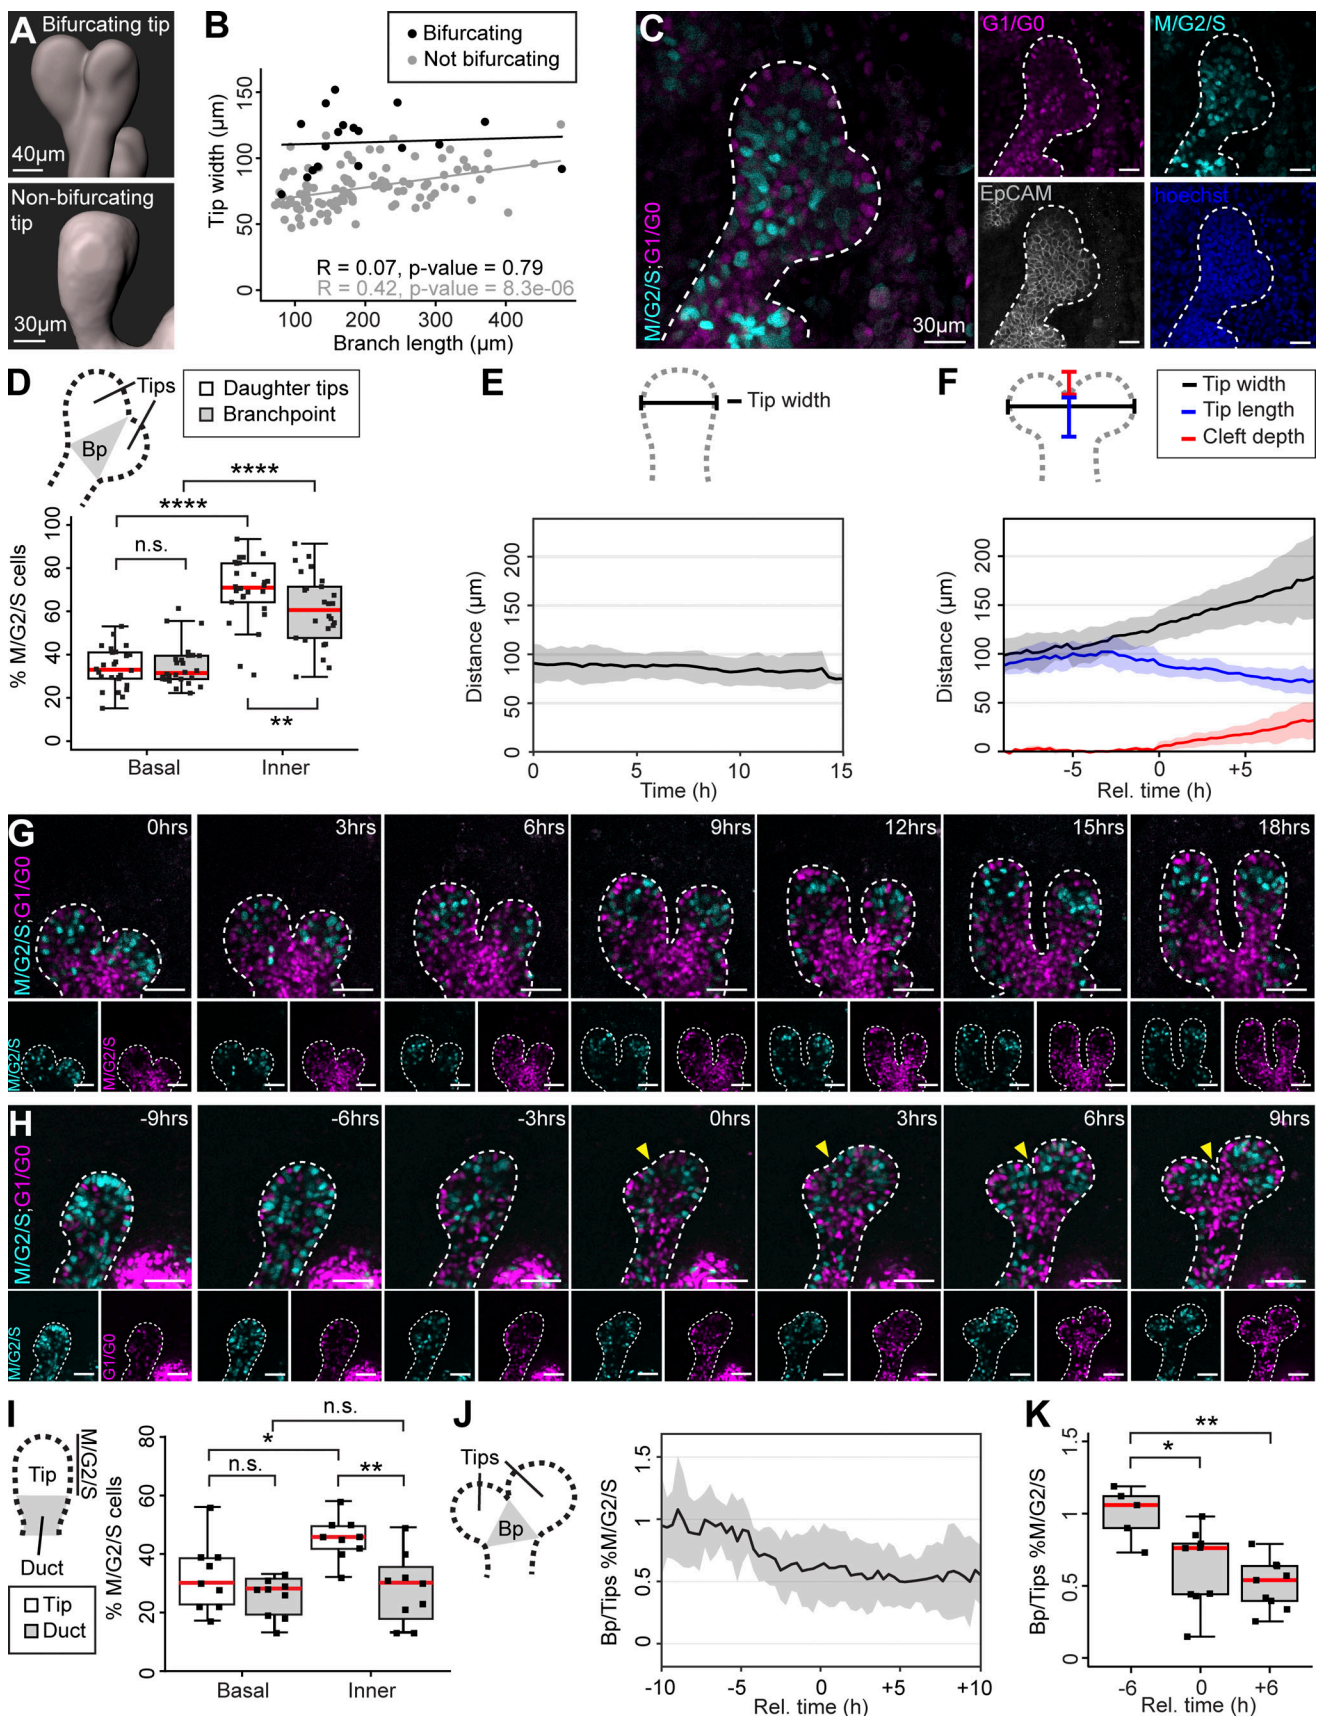 A
Bifurcating tip
40µm
Non-bifurcating
tip
30µm
B
Bifurcating
Not bifurcating
Tip width (µm)
150
100
50
0
R = 0.07, p-value = 0.79
R = 0.42, p-value = 8.3e-06
100 200 300 400 500
Branch length (µm)
C
M/G2/S;G1/G0
30µm
G1/G0
M/G2/S
EpCAM
hoechst
D
Tips
Bp
Daughter tips
Branchpoint
****
****
n.s.
**
% M/G2/S cells
100
80
60
40
20
0
Basal Inner
E
Tip width
Distance (µm)
200
150
100
50
0
0 5 10 15
Time (h)
F
Tip width
Tip length
Cleft depth
Distance (µm)
200
150
100
50
0
-5 0 +5
Rel. time (h)
G
M/G2/S;G1/G0
0hrs 3hrs 6hrs 9hrs 12hrs 15hrs 18hrs
M/G2/S
M/G2/S
H
M/G2/S;G1/G0
-9hrs -6hrs -3hrs 0hrs 3hrs 6hrs 9hrs
M/G2/S
G1/G0
I
Tip
M/G2/S
Duct
Tip
Duct
n.s.
*
n.s.
**
% M/G2/S cells
80
60
40
20
0
Basal Inner
J
Tips
Bp
Bp/Tips %M/G2/S
1.5
1
0.5
0
-10 -5 0 +5 +10
Rel. time (h)
K
**
*
Bp/Tips %M/G2/S
1.5
1
0.5
0
-6 0 +6
Rel. time (h)